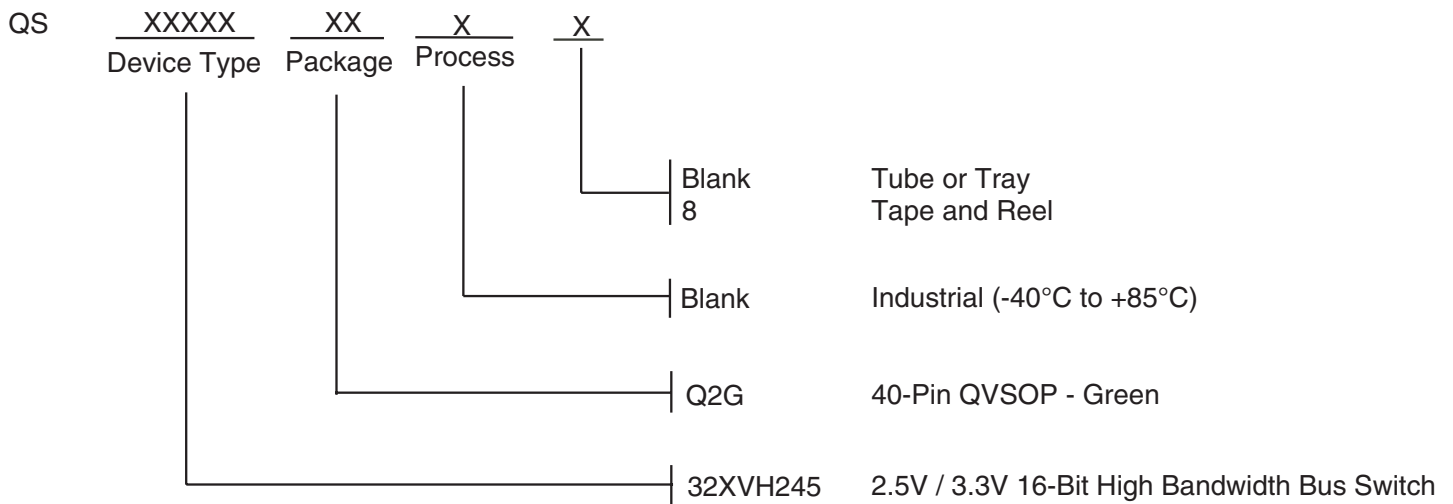 QS XXXXX XX X X
Device Type Package Process
Blank Tube or Tray
8 Tape and Reel
Blank Industrial (-40°C to +85°C)
Q2G 40-Pin QVSOP - Green
32XVH245 2.5V / 3.3V 16-Bit High Bandwidth Bus Switch